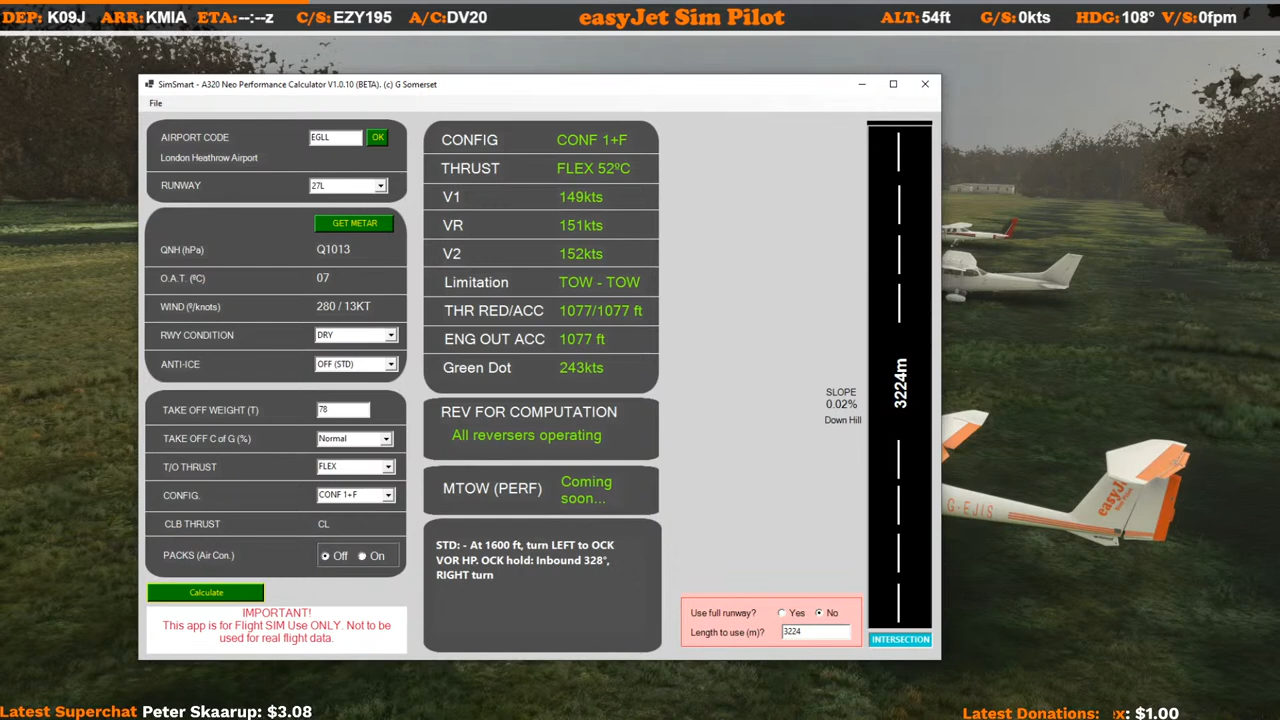 DEP: K09J ARR: KMIA ETA: --:--z C/S: EZY195 A/C: DV20 easyJet Sim Pilot ALT: 54ft G/S: 0kts HDG: 108° V/S: 0fpm
SimSmart - A320 Neo Performance Calculator V1.0.10 (BETA). (c) G Somerset
File
AIRPORT CODE EGLL OK
London Heathrow Airport
RUNWAY 27L
GET METAR
QNH (hPa) Q1013
O.A.T. (ºC) 07
WIND (º/knots) 280 / 13KT
RWY CONDITION DRY
ANTI-ICE OFF (STD)
TAKE OFF WEIGHT (T) 78
TAKE OFF C of G (%) Normal
T/O THRUST FLEX
CONFIG. CONF 1+F
CLB THRUST CL
PACKS (Air Con.) Off On
Calculate
IMPORTANT!
This app is for Flight SIM Use ONLY. Not to be
used for real flight data.
CONFIG CONF 1+F
THRUST FLEX 52ºC
V1 149kts
VR 151kts
V2 152kts
Limitation TOW - TOW
THR RED/ACC 1077/1077 ft
ENG OUT ACC 1077 ft
Green Dot 243kts
REV FOR COMPUTATION
All reversers operating
MTOW (PERF) Coming
soon...
STD: - At 1600 ft, turn LEFT to OCK
VOR HP. OCK hold: Inbound 328°,
RIGHT turn
SLOPE
0.02%
Down Hill
3224m
Use full runway? Yes No
Length to use (m)? 3224
INTERSECTION
easyJet
Sim Pilot
G-EJIS
Latest Superchat Peter Skaarup: $3.08
Latest Donations: x: $1.00